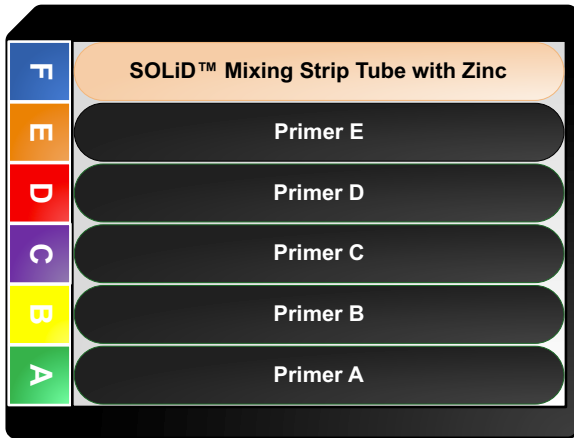 F
SOLiD™ Mixing Strip Tube with Zinc
E
Primer E
D
Primer D
C
Primer C
B
Primer B
A
Primer A